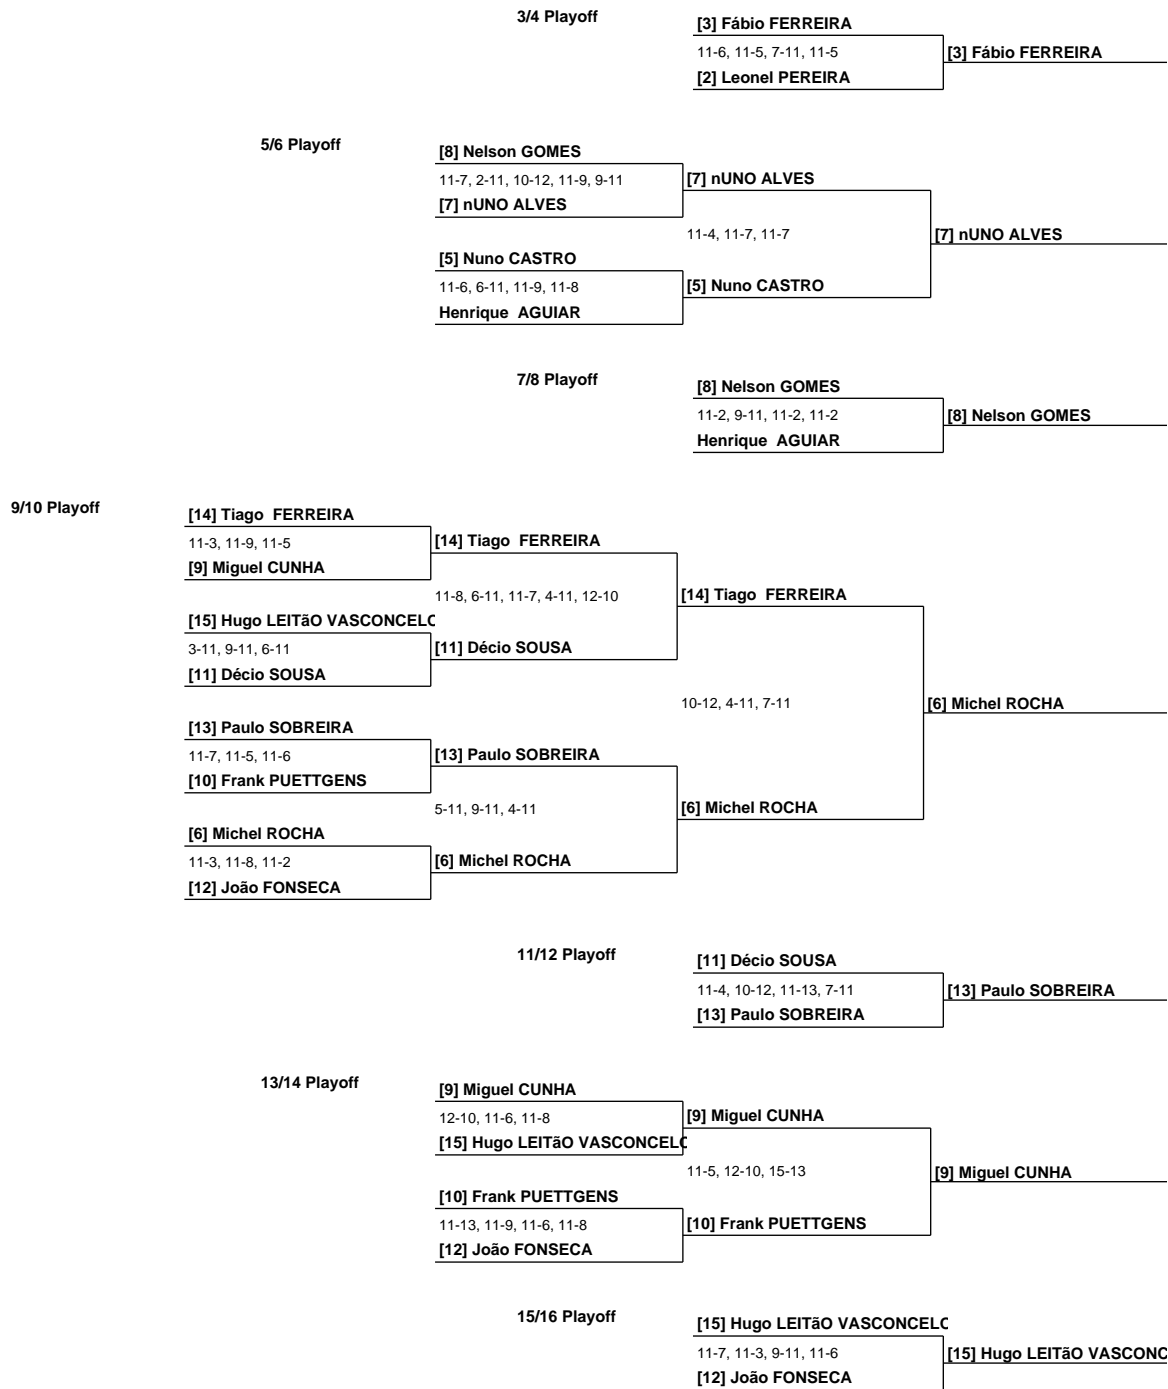 3/4 Playoff
[3] Fábio FERREIRA
11-6, 11-5, 7-11, 11-5
[3] Fábio FERREIRA
[2] Leonel PEREIRA
5/6 Playoff
[8] Nelson GOMES
11-7, 2-11, 10-12, 11-9, 9-11
[7] nUNO ALVES
[7] nUNO ALVES
11-4, 11-7, 11-7
[7] nUNO ALVES
[5] Nuno CASTRO
11-6, 6-11, 11-9, 11-8
[5] Nuno CASTRO
Henrique  AGUIAR
7/8 Playoff
[8] Nelson GOMES
11-2, 9-11, 11-2, 11-2
[8] Nelson GOMES
Henrique  AGUIAR
9/10 Playoff
[14] Tiago  FERREIRA
11-3, 11-9, 11-5
[14] Tiago  FERREIRA
[9] Miguel CUNHA
11-8, 6-11, 11-7, 4-11, 12-10
[14] Tiago  FERREIRA
[15] Hugo LEITãO VASCONCELO
3-11, 9-11, 6-11
[11] Décio SOUSA
[11] Décio SOUSA
10-12, 4-11, 7-11
[6] Michel ROCHA
[13] Paulo SOBREIRA
11-7, 11-5, 11-6
[13] Paulo SOBREIRA
[10] Frank PUETTGENS
5-11, 9-11, 4-11
[6] Michel ROCHA
[6] Michel ROCHA
11-3, 11-8, 11-2
[6] Michel ROCHA
[12] João FONSECA
11/12 Playoff
[11] Décio SOUSA
11-4, 10-12, 11-13, 7-11
[13] Paulo SOBREIRA
[13] Paulo SOBREIRA
13/14 Playoff
[9] Miguel CUNHA
12-10, 11-6, 11-8
[9] Miguel CUNHA
[15] Hugo LEITãO VASCONCELO
11-5, 12-10, 15-13
[9] Miguel CUNHA
[10] Frank PUETTGENS
11-13, 11-9, 11-6, 11-8
[10] Frank PUETTGENS
[12] João FONSECA
15/16 Playoff
[15] Hugo LEITãO VASCONCELO
11-7, 11-3, 9-11, 11-6
[15] Hugo LEITãO VASCONC
[12] João FONSECA